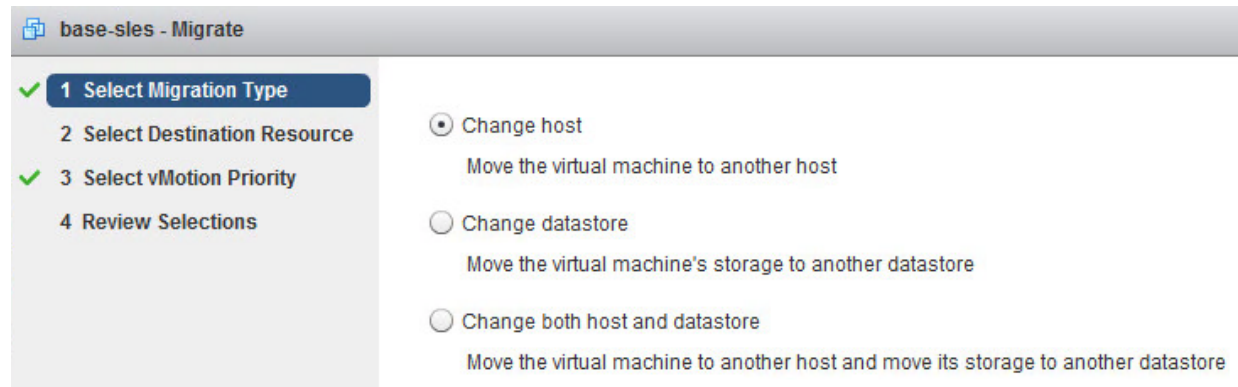 base-sles - Migrate
1 Select Migration Type
2 Select Destination Resource
3 Select vMotion Priority
4 Review Selections
Change host
Move the virtual machine to another host
Change datastore
Move the virtual machine's storage to another datastore
Change both host and datastore
Move the virtual machine to another host and move its storage to another datastore